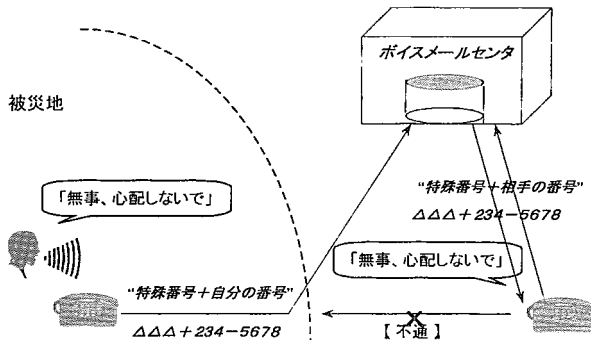 ボイスメールセンタ
被災地
「無事、心配しないで」
“特殊番号+相手の番号”
△△△+234-5678
「無事、心配しないで」
“特殊番号+自分の番号”
△△△+234-5678
【 不通 】